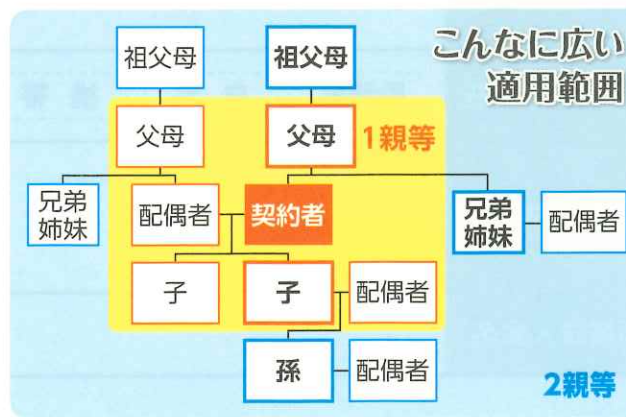 こんなに広い
適用範囲
祖父母
祖父母
父母
父母
1親等
兄弟
姉妹
配偶者
契約者
兄弟
姉妹
配偶者
子
子
配偶者
孫
配偶者
2親等